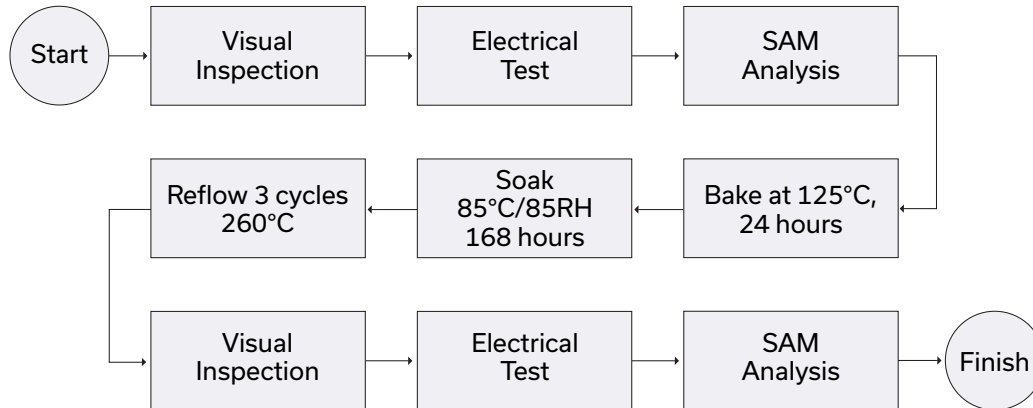 Start
Visual
Inspection
Electrical
Test
SAM
Analysis
Bake at 125°C,
24 hours
Soak
85°C/85RH
168 hours
Reflow 3 cycles
260°C
Visual
Inspection
Electrical
Test
SAM
Analysis
Finish